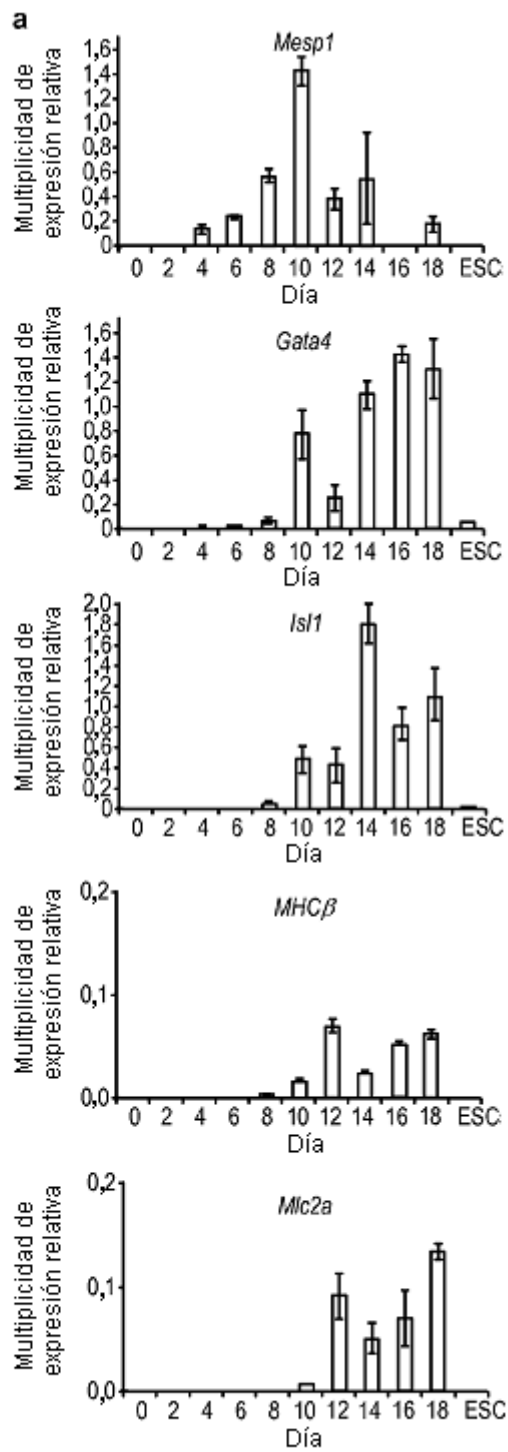 a
Mesp1
Multiplicidad de
expresión relativa
1,6
1,4
1,2
1,0
0,8
0,6
0,4
0,2
0
0 2 4 6 8 10 12 14 16 18 ESC
Día
Gata4
Multiplicidad de
expresión relativa
1,6
1,4
1,2
1,0
0,8
0,6
0,4
0,2
0
0 2 4 6 8 10 12 14 16 18 ESC
Día
Isl1
Multiplicidad de
expresión relativa
2,0
1,8
1,6
1,4
1,2
1,0
0,8
0,6
0,4
0,2
0
0 2 4 6 8 10 12 14 16 18 ESC
Día
MHCβ
Multiplicidad de
expresión relativa
0,2
0,1
0,0
0 2 4 6 8 10 12 14 16 18 ESC
Día
Mlc2a
Multiplicidad de
expresión relativa
0,2
0,1
0,0
0 2 4 6 8 10 12 14 16 18 ESC
Día